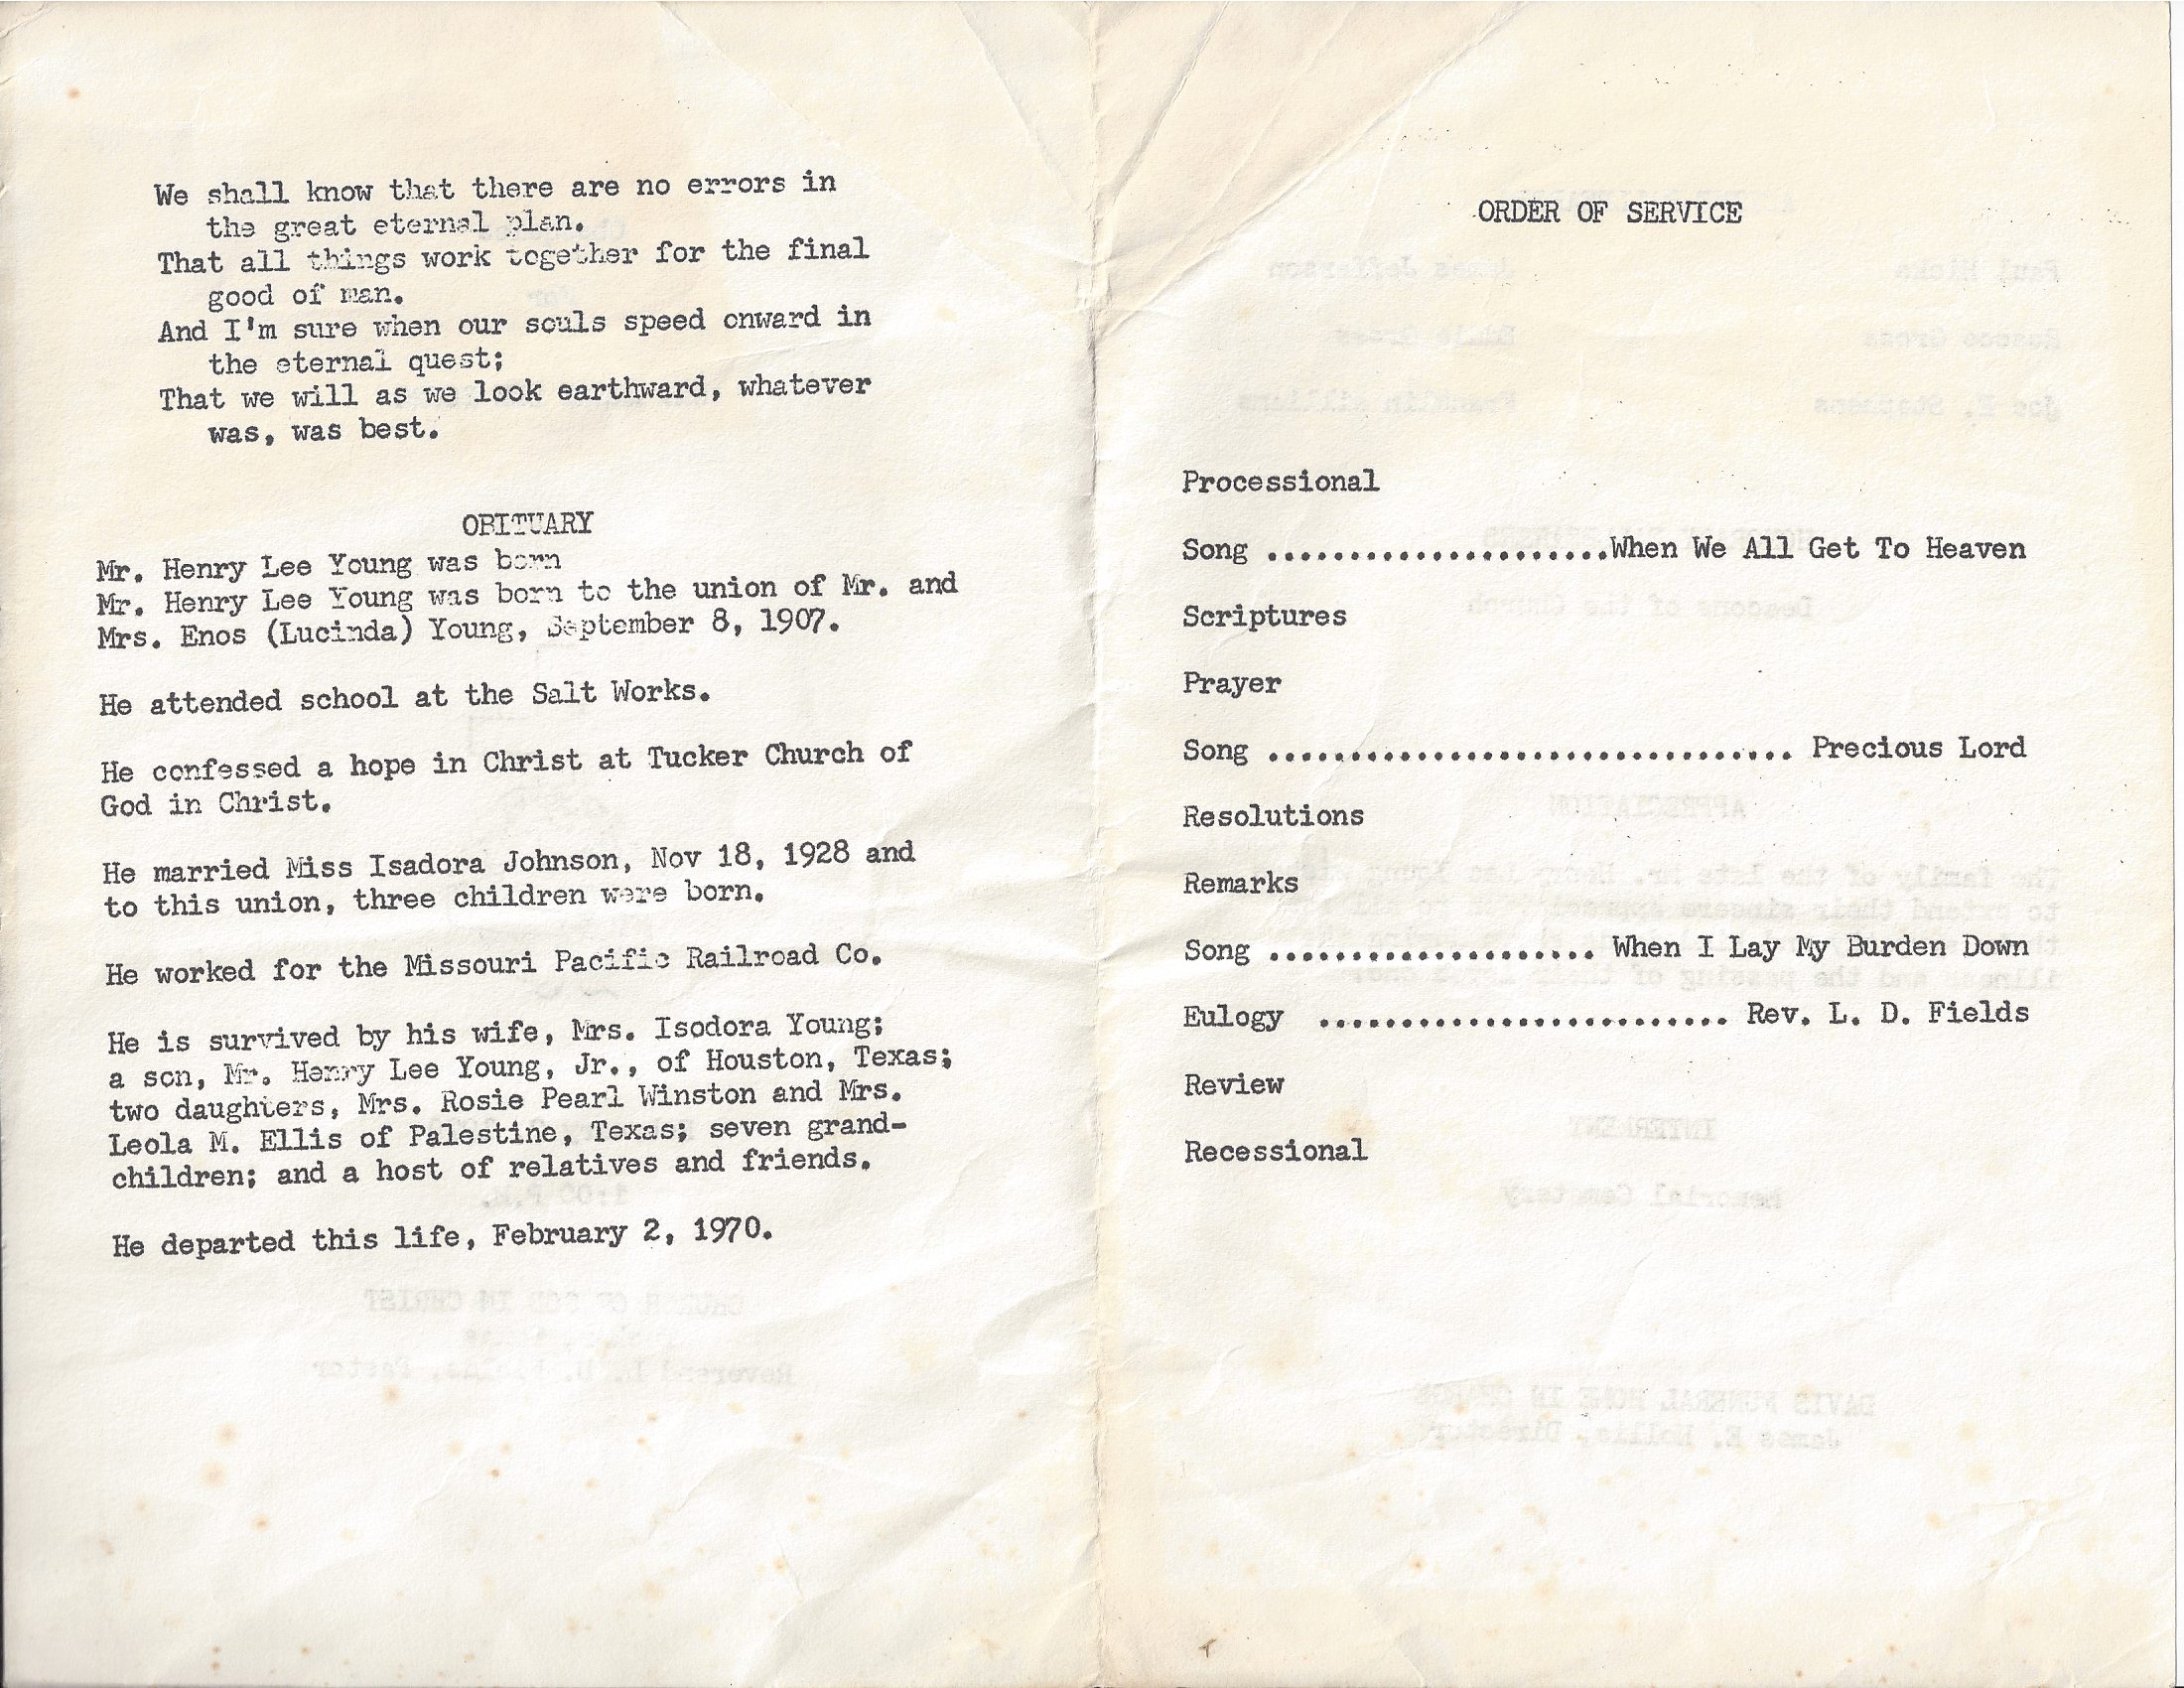 We shall know that there are no errors in
the great eternal plan.
That all things work together for the final
good of man.
And I'm sure when our souls speed onward in
the eternal quest;
That we will as we look earthward, whatever
was, was best.
OBITUARY
Mr. Henry Lee Young was born
Mr. Henry Lee Young was born to the union of Mr. and
Mrs. Enos (Lucinda) Young, September 8, 1907.
He attended school at the Salt Works.
He confessed a hope in Christ at Tucker Church of
God in Christ.
He married Miss Isadora Johnson, Nov 18, 1928 and
to this union, three children were born.
He worked for the Missouri Pacific Railroad Co.
He is survived by his wife, Mrs. Isodora Young;
a son, Mr. Henry Lee Young, Jr., of Houston, Texas;
two daughters, Mrs. Rosie Pearl Winston and Mrs.
Leola M. Ellis of Palestine, Texas; seven grand-
children; and a host of relatives and friends.
He departed this life, February 2, 1970.
ORDER OF SERVICE
Processional
Song .....................When We All Get To Heaven
Scriptures
Prayer
Song ................................ Precious Lord
Resolutions
Remarks
Song .................... When I Lay My Burden Down
Eulogy ......................... Rev. L. D. Fields
Review
Recessional